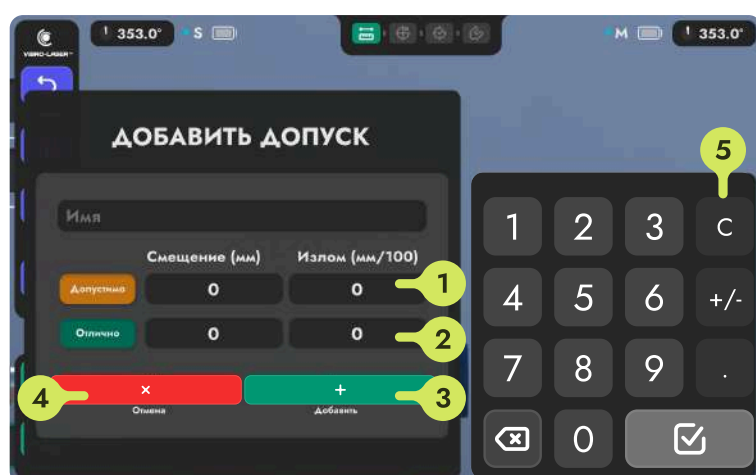 353.0° S M 353.0°
VIBRO-LASER™
ДОБАВИТЬ ДОПУСК
5
Имя
1 2 3 C
Смещение (мм) Излом (мм/100)
Допустимо 0 0 1
4 5 6 +/-
Отлично 0 0 2
7 8 9 .
4 × + 3
Отмена Добавить
0